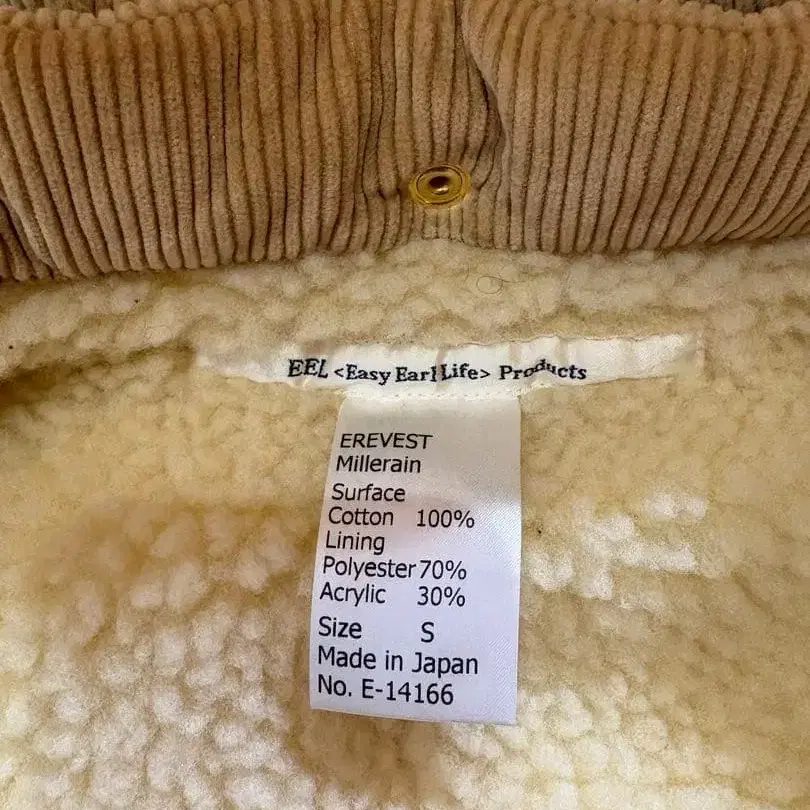 EEL <Easy Earl Life> Products
EREVEST
Millerain
Surface
Cotton 100%
Lining
Polyester 70%
Acrylic 30%
Size S
Made in Japan
No. E-14166